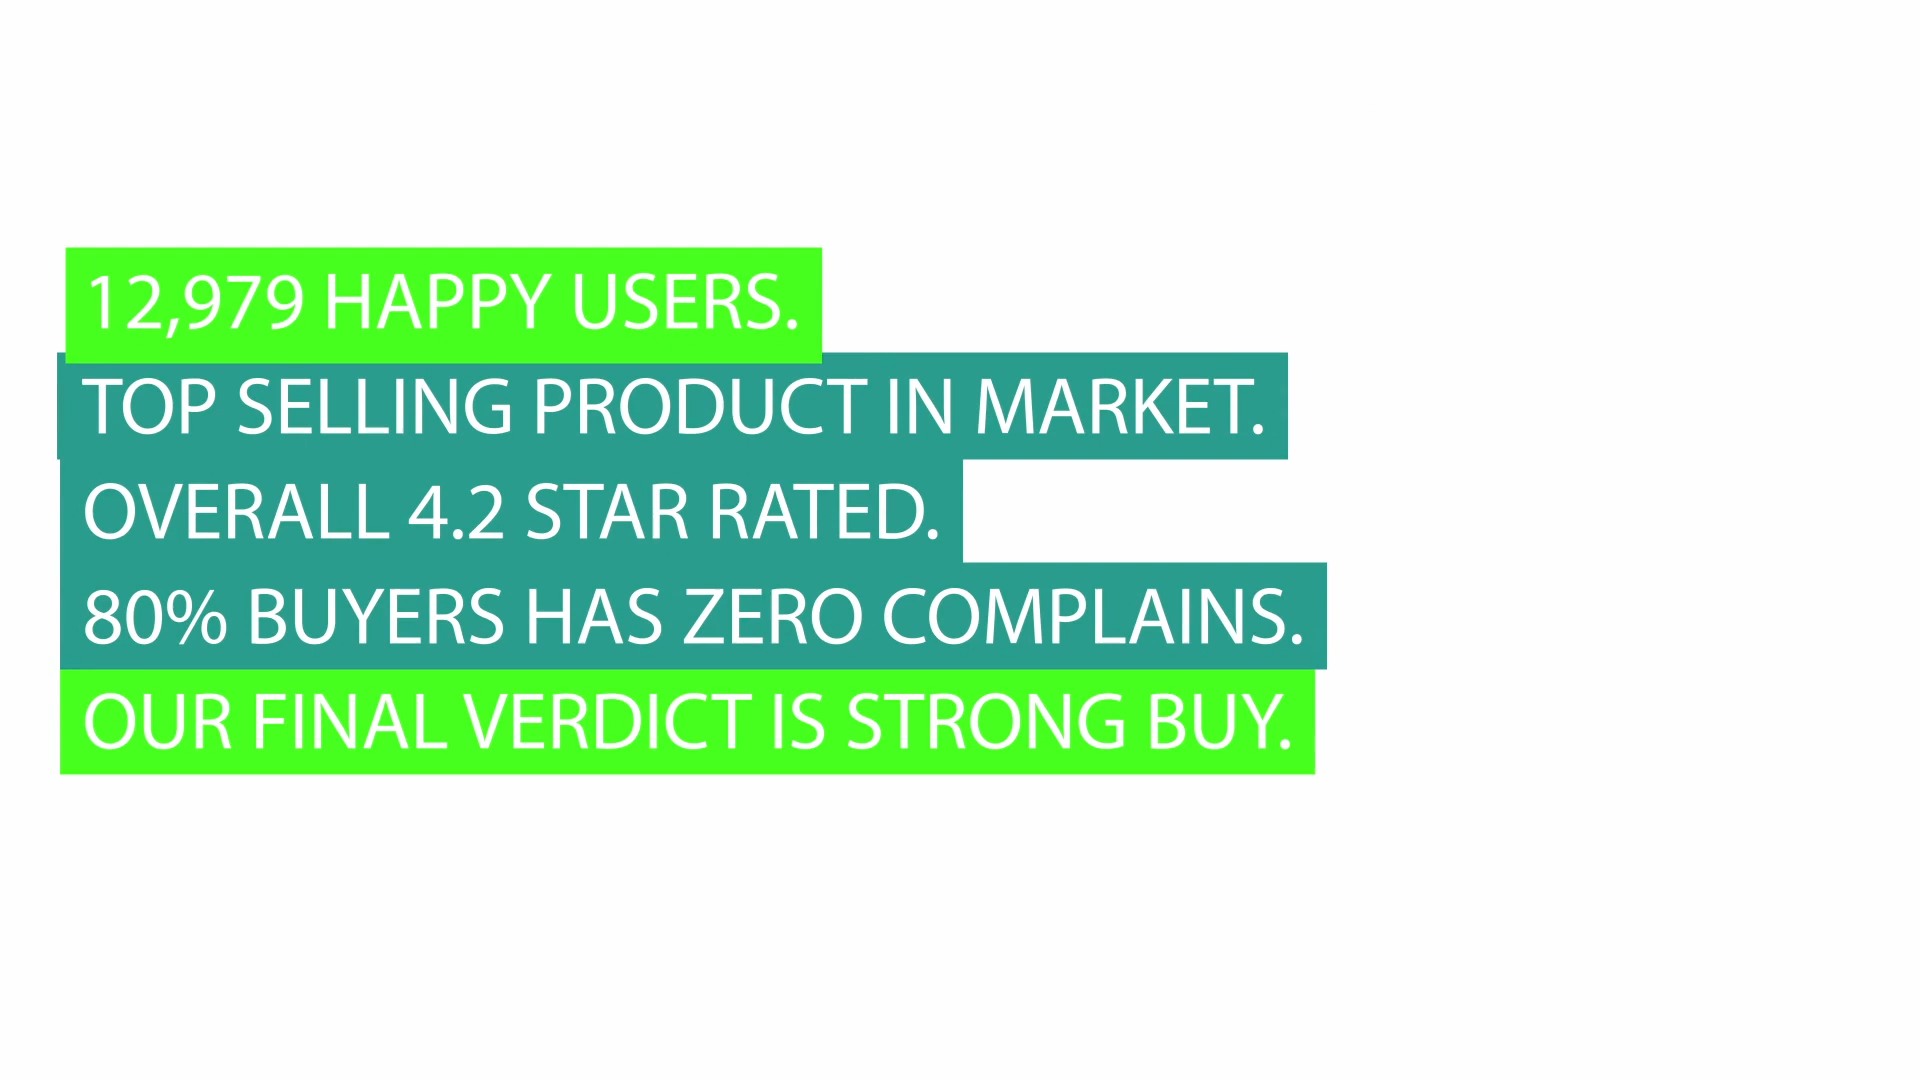 12,979 HAPPY USERS.
TOP SELLING PRODUCT IN MARKET.
OVERALL 4.2 STAR RATED.
80% BUYERS HAS ZERO COMPLAINS.
OUR FINAL VERDICT IS STRONG BUY.